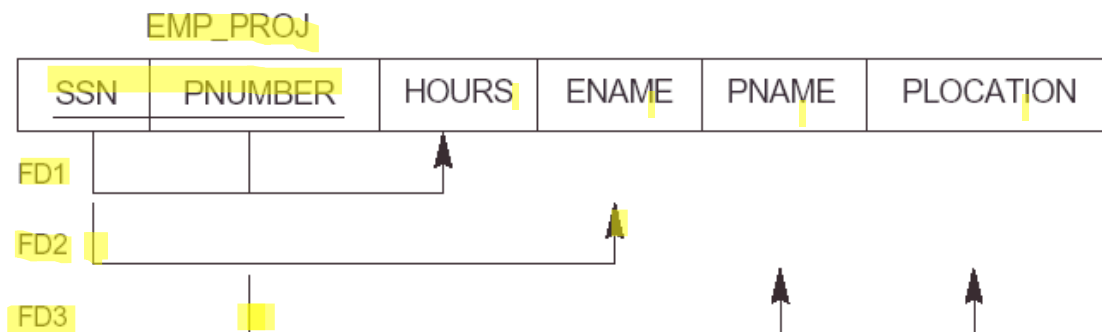 EMP_PROJ
SSN PNUMBER HOURS ENAME PNAME PLOCATION
FD1
FD2
FD3